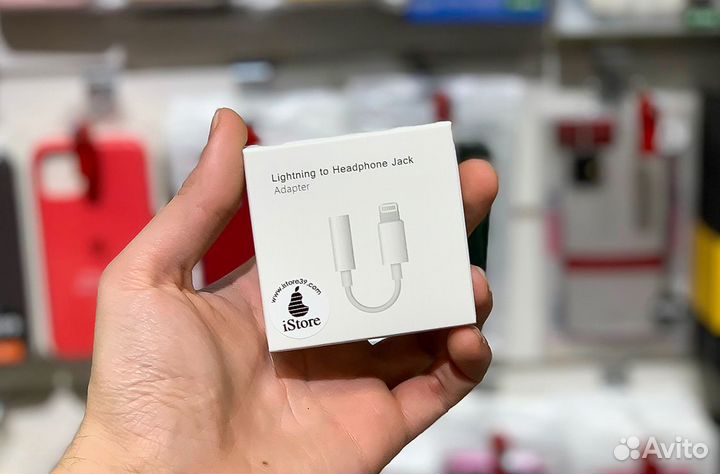 Lightning to Headphone Jack
Adapter
www.istore39.com
iStore
Avito